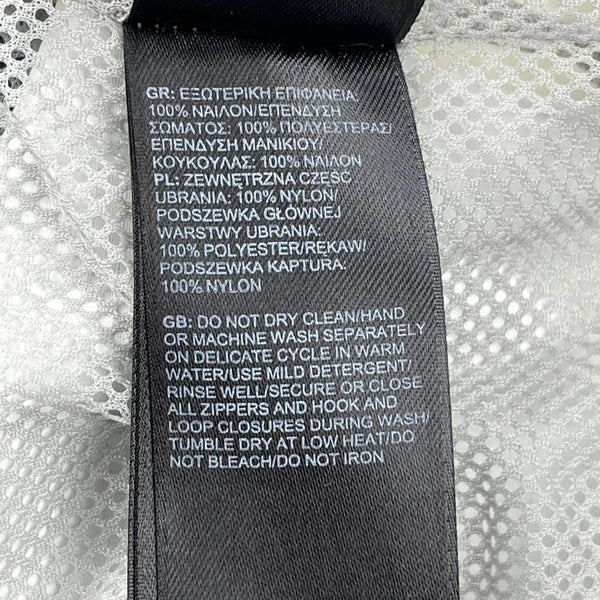 GR: ΕΞΩΤΕΡΙΚΗ ΕΠΙΦΑΝΕΙΑ:
100% ΝΑΪΛΟΝ/ΕΠΕΝΔΥΣΗ
ΣΩΜΑΤΟΣ: 100% ΠΟΛΥΕΣΤΕΡΑΣ/
ΕΠΕΝΔΥΣΗ ΜΑΝΙΚΙΟΥ/
ΚΟΥΚΟΥΛΑΣ: 100% ΝΑΪΛΟΝ
PL: ZEWNĘTRZNA CZĘŚĆ
UBRANIA: 100% NYLON/
PODSZEWKA GŁÓWNEJ
WARSTWY UBRANIA:
100% POLYESTER/RĘKAW/
PODSZEWKA KAPTURA:
100% NYLON
GB: DO NOT DRY CLEAN/HAND
OR MACHINE WASH SEPARATELY
ON DELICATE CYCLE IN WARM
WATER/USE MILD DETERGENT/
RINSE WELL/SECURE OR CLOSE
ALL ZIPPERS AND HOOK AND
LOOP CLOSURES DURING WASH/
TUMBLE DRY AT LOW HEAT/DO
NOT BLEACH/DO NOT IRON